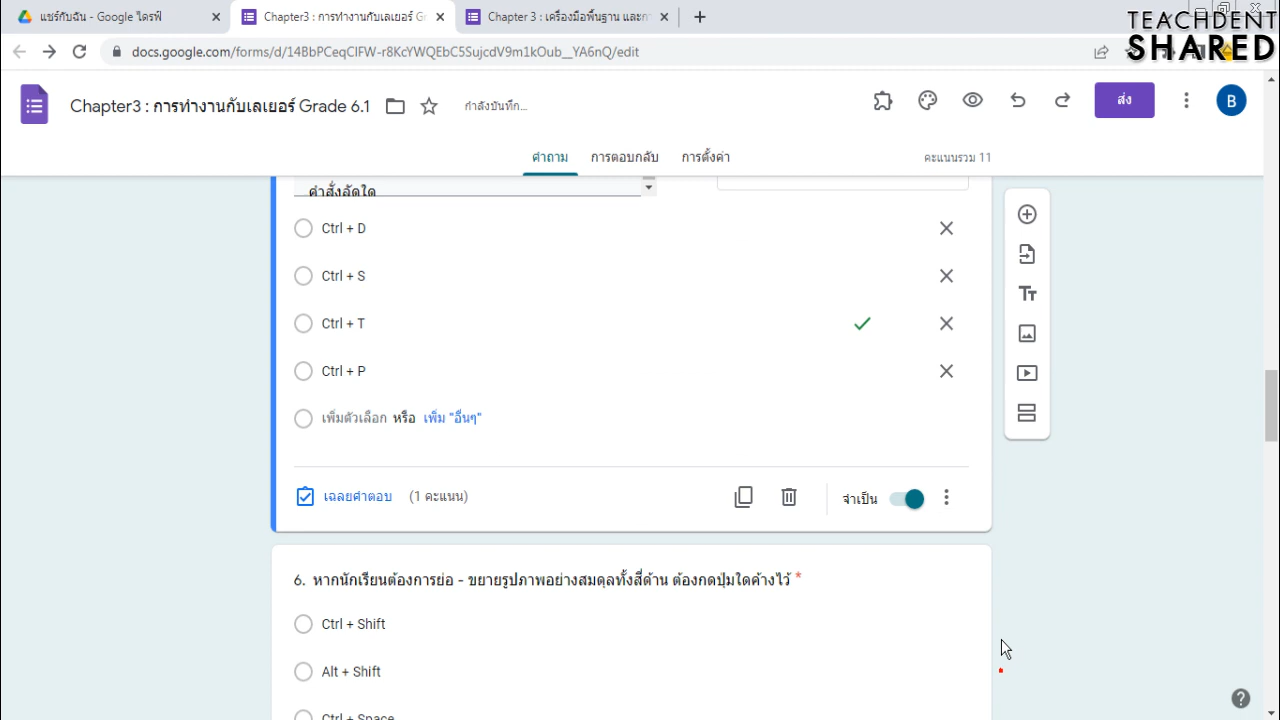 แชร์กับฉัน - Google ไดรฟ์
Chapter3 : การทำงานกับเลเยอร์ Gr
Chapter 3 : เครื่องมือพื้นฐาน และก
TEACHDENT
SHARED
docs.google.com/forms/d/14BbPCeqCIFW-r8KcYWQEbC5SujcdV9m1kOub__YA6nQ/edit
Chapter3 : การทำงานกับเลเยอร์ Grade 6.1
กำลังบันทึก...
ส่ง
B
คำถาม
การตอบกลับ
การตั้งค่า
คะแนนรวม 11
คำสั่งลัดใด
Ctrl + D
Ctrl + S
Ctrl + T
Ctrl + P
เพิ่มตัวเลือก หรือ เพิ่ม "อื่นๆ"
เฉลยคำตอบ (1 คะแนน)
จำเป็น
6. หากนักเรียนต้องการย่อ - ขยายรูปภาพอย่างสมดุลทั้งสี่ด้าน ต้องกดปุ่มใดค้างไว้ *
Ctrl + Shift
Alt + Shift
Ctrl + Space